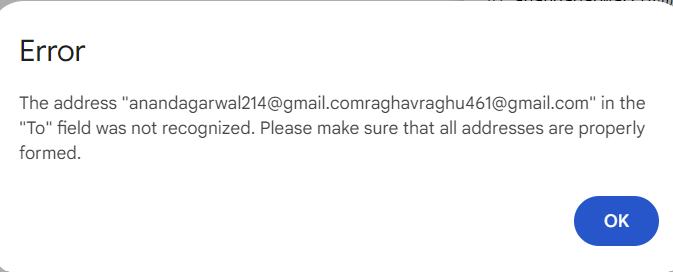 Error
The address "anandagarwal214@gmail.comraghavraghu461@gmail.com" in the
"To" field was not recognized. Please make sure that all addresses are properly
formed.
OK